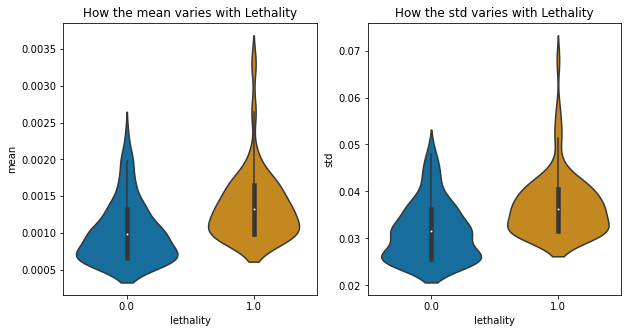 How the mean varies with Lethality
0.0035
0.0030
0.0025
0.0020
0.0015
0.0010
0.0005
mean
0.0
1.0
lethality
How the std varies with Lethality
0.07
0.06
0.05
0.04
0.03
0.02
std
0.0
1.0
lethality